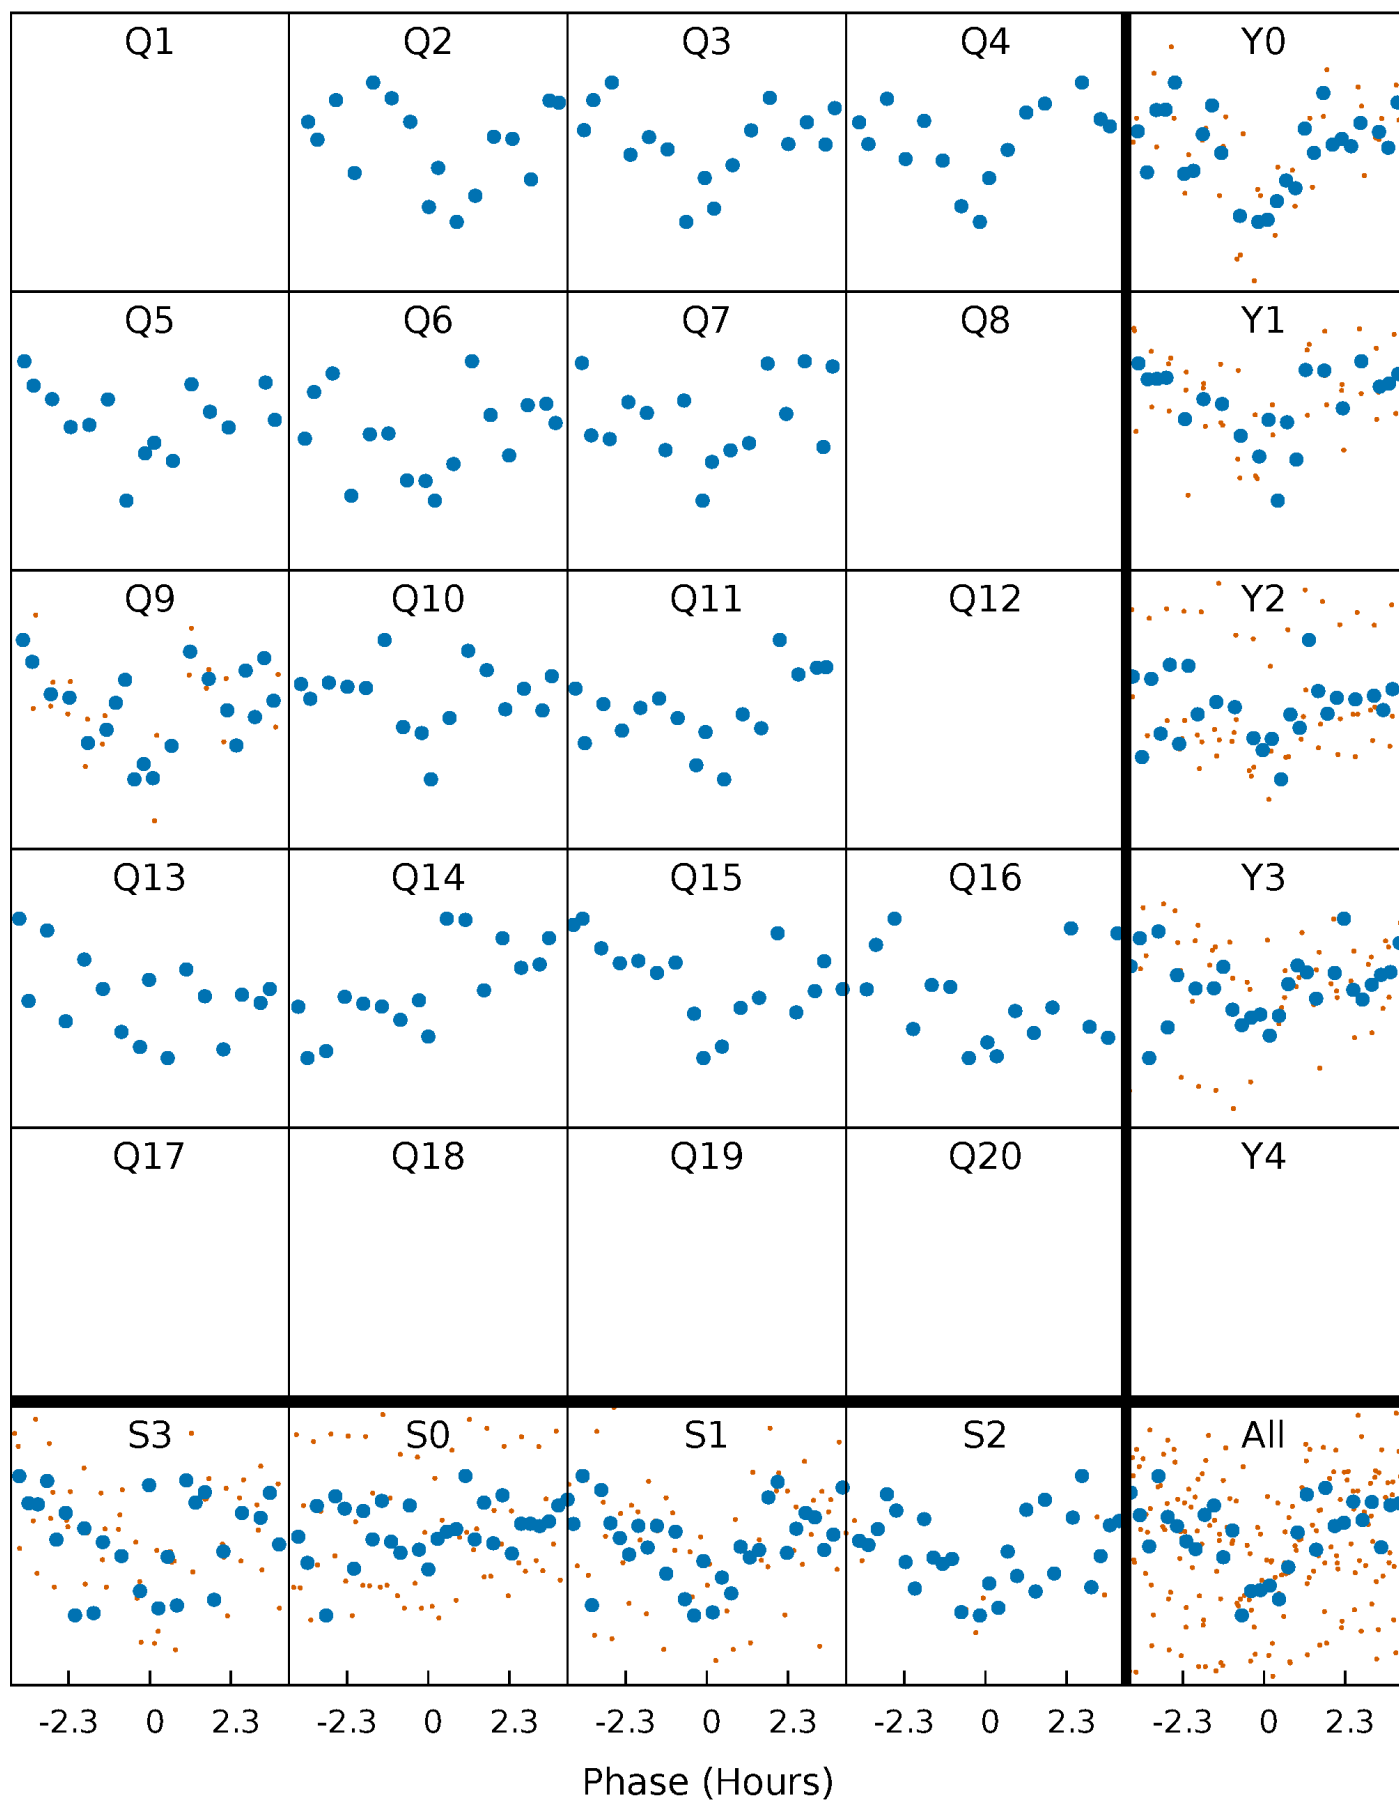 Q1 Q2 Q3 Q4 Y0
Q5 Q6 Q7 Q8 Y1
Q9 Q10 Q11 Q12 Y2
Q13 Q14 Q15 Q16 Y3
Q17 Q18 Q19 Q20 Y4
S3 S0 S1 S2 All
-2.3 0 2.3 -2.3 0 2.3 -2.3 0 2.3 -2.3 0 2.3 -2.3 0 2.3
Phase (Hours)